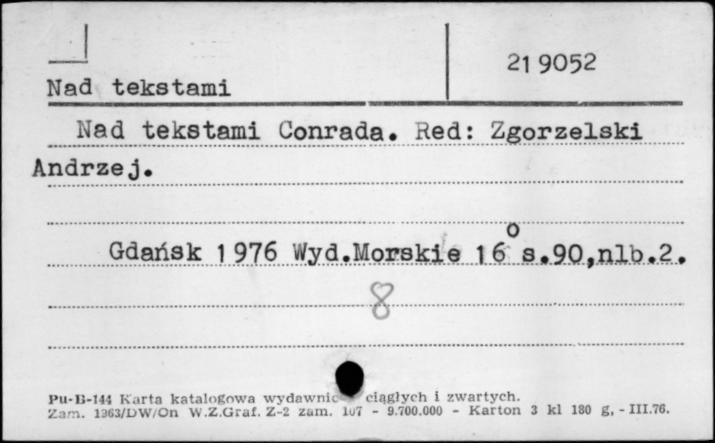 21 9052
Nad tekstami
Nad tekstami Conrada. Red: Zgorzelski
Andrzej.
Gdańsk 1976 Wyd.Morskie 16° s.90,nlb.2.
8
Pu-B-144 Karta katalogowa wydawnic ciągłych i zwartych.
Zam. 1363/DW/On W.Z.Graf. Z-2 zam. 107 - 9.700.000 - Karton 3 kl 180 g, - III.76.